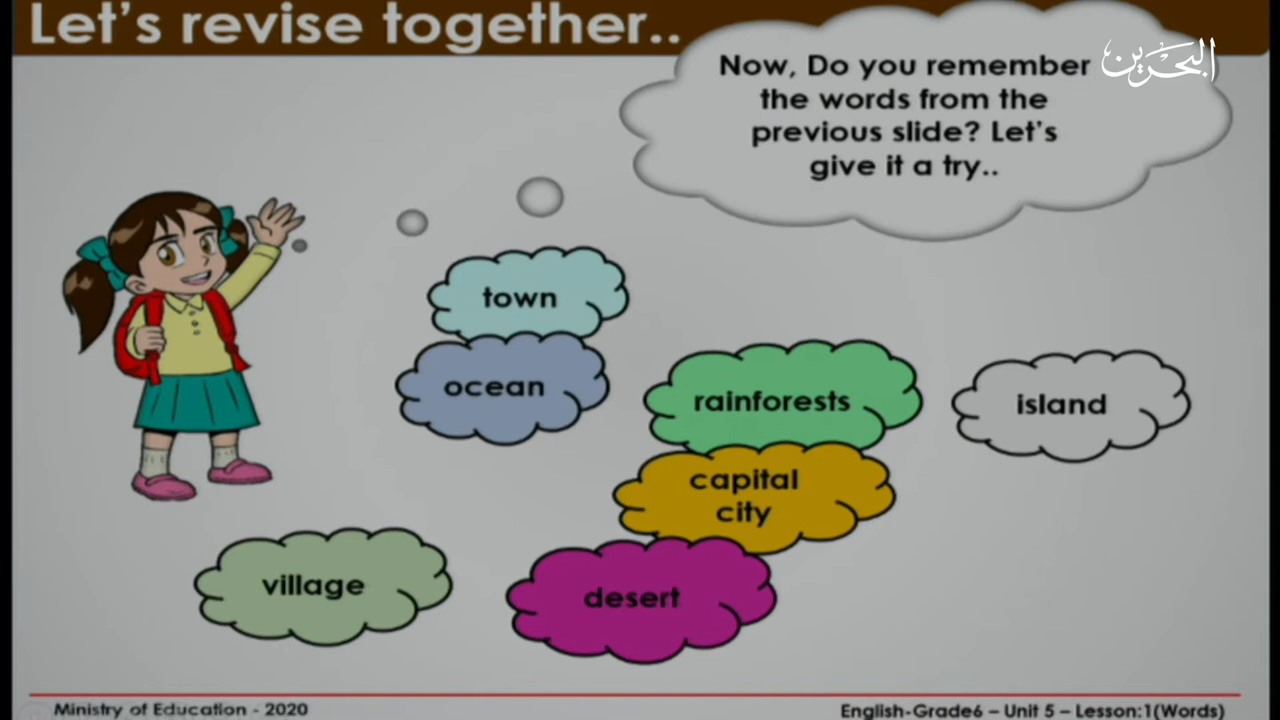 Let's revise together..
Now, Do you remember
the words from the
previous slide? Let's
give it a try..
البحرين
town
ocean
rainforests
island
capital
city
village
desert
Ministry of Education - 2020
English-Grade6 – Unit 5 – Lesson:1(Words)